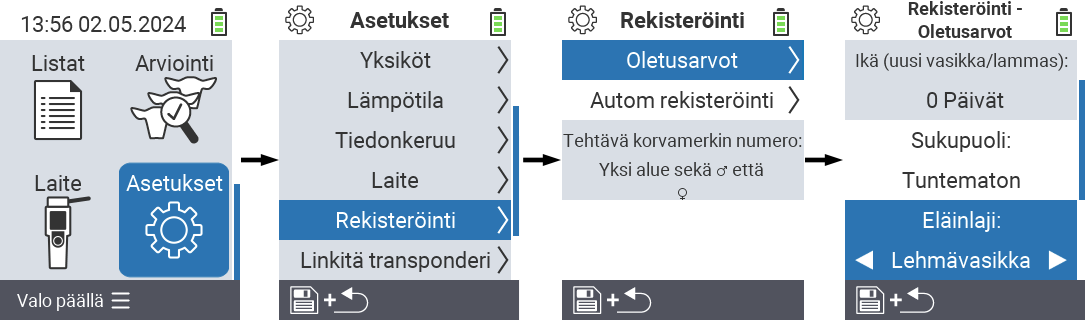 13:56 02.05.2024
Listat
Arviointi
Laite
Asetukset
Valo päällä
Asetukset
Yksiköt
Lämpötila
Tiedonkeruu
Laite
Rekisteröinti
Linkitä transponderi
+
Rekisteröinti
Oletusarvot
Autom rekisteröinti
Tehtävä korvamerkin numero:
Yksi alue sekä ♂ että
♀
+
Rekisteröinti -
Oletusarvot
Ikä (uusi vasikka/lammas):
0 Päivät
Sukupuoli:
Tuntematon
Eläinlaji:
Lehmävasikka
+